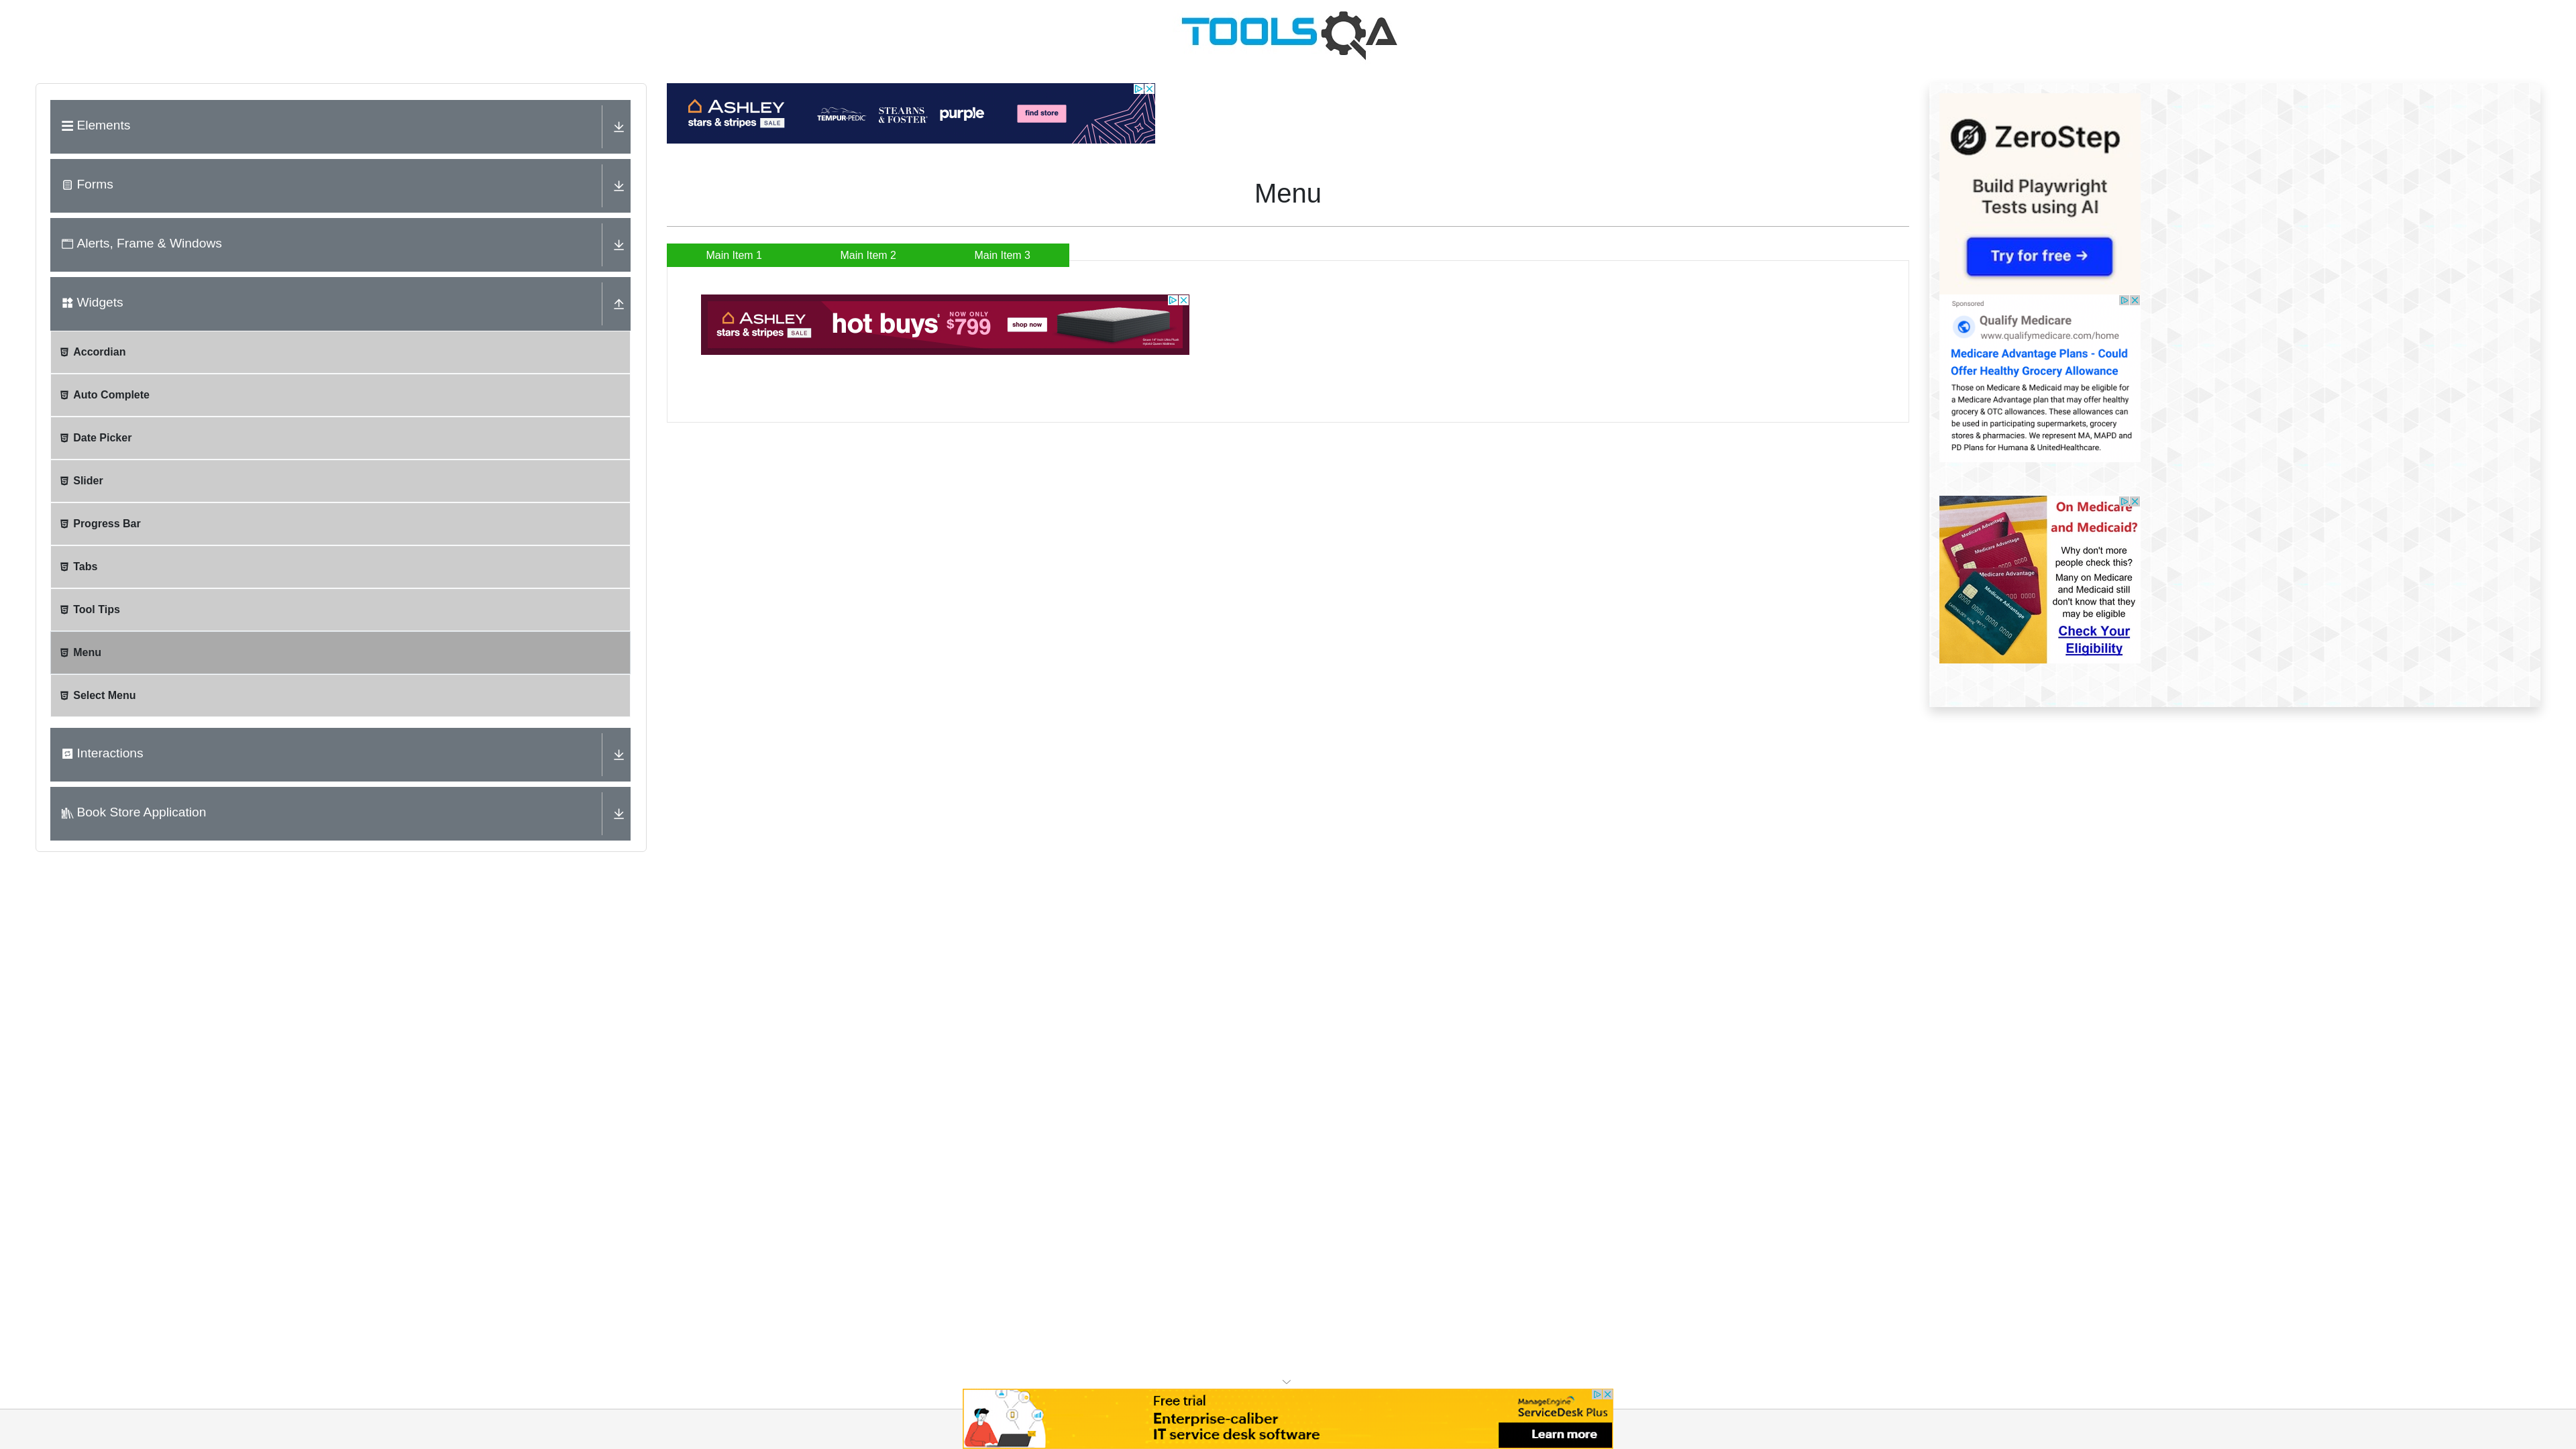 TOOLSQA
Elements
Forms
Alerts, Frame & Windows
Widgets
Accordian
Auto Complete
Date Picker
Slider
Progress Bar
Tabs
Tool Tips
Menu
Select Menu
Interactions
Book Store Application
ASHLEY
stars & stripes SALE
TEMPUR-PEDIC
STEARNS
& FOSTER
purple
find store
Menu
Main Item 1
Main Item 2
Main Item 3
ASHLEY
stars & stripes SALE
hot buys
NOW ONLY
$799
shop now
ZeroStep
Build Playwright
Tests using AI
Try for free →
Sponsored
Qualify Medicare
www.qualifymedicare.com/home
Medicare Advantage Plans - Could
Offer Healthy Grocery Allowance
Those on Medicare & Medicaid may be eligible for
a Medicare Advantage plan that may offer healthy
grocery & OTC allowances. These allowances can
be used in participating supermarkets, grocery
stores & pharmacies. We represent MA, MAPD and
PD Plans for Humana & UnitedHealthcare.
Medicare Advantage
Medicare Advantage
Medicare Advantage
Medicare Advantage
On Medicare
and Medicaid?
Why don't more
people check this?
Many on Medicare
and Medicaid still
don't know that they
may be eligible
Check Your
Eligibility
Free trial
Enterprise-caliber
IT service desk software
ManageEngine
ServiceDesk Plus
Learn more